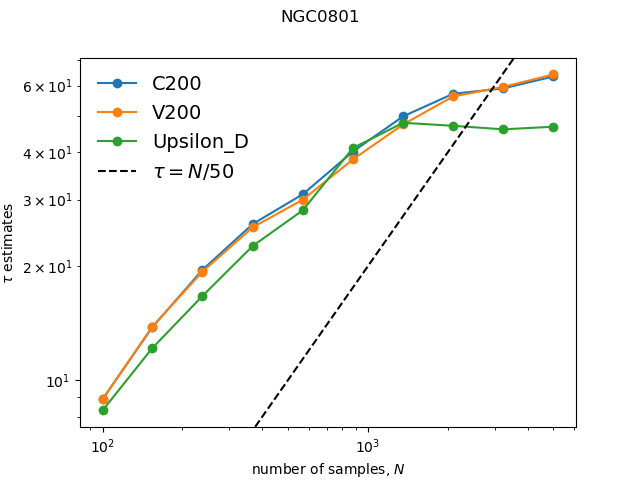 NGC0801
C200
V200
Upsilon_D
τ = N/50
6 × 10¹
4 × 10¹
3 × 10¹
2 × 10¹
10¹
τ estimates
10²
10³
number of samples, N